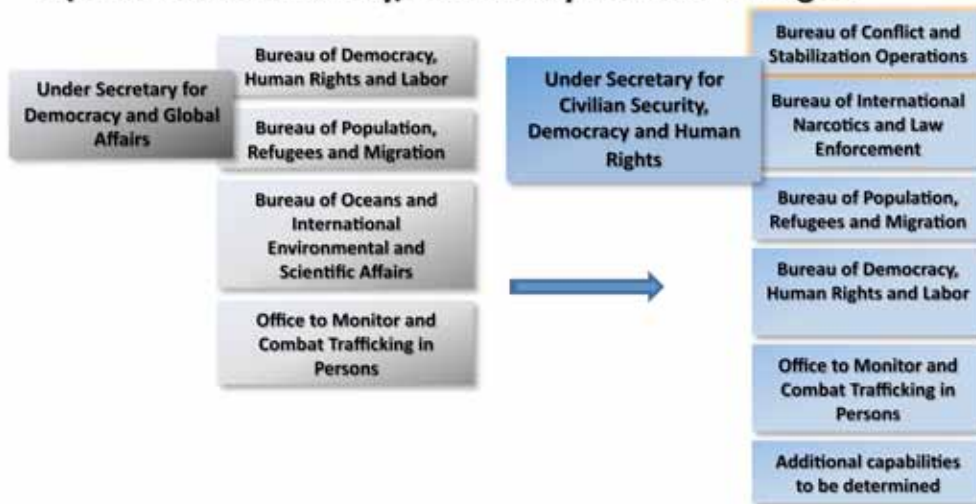 Under Secretary for
Democracy and Global
Affairs
Bureau of Democracy,
Human Rights and Labor
Bureau of Population,
Refugees and Migration
Bureau of Oceans and
International
Environmental and
Scientific Affairs
Office to Monitor and
Combat Trafficking in
Persons
Under Secretary for
Civilian Security,
Democracy and Human
Rights
Bureau of Conflict and
Stabilization Operations
Bureau of International
Narcotics and Law
Enforcement
Bureau of Population,
Refugees and Migration
Bureau of Democracy,
Human Rights and Labor
Office to Monitor and
Combat Trafficking in
Persons
Additional capabilities
to be determined